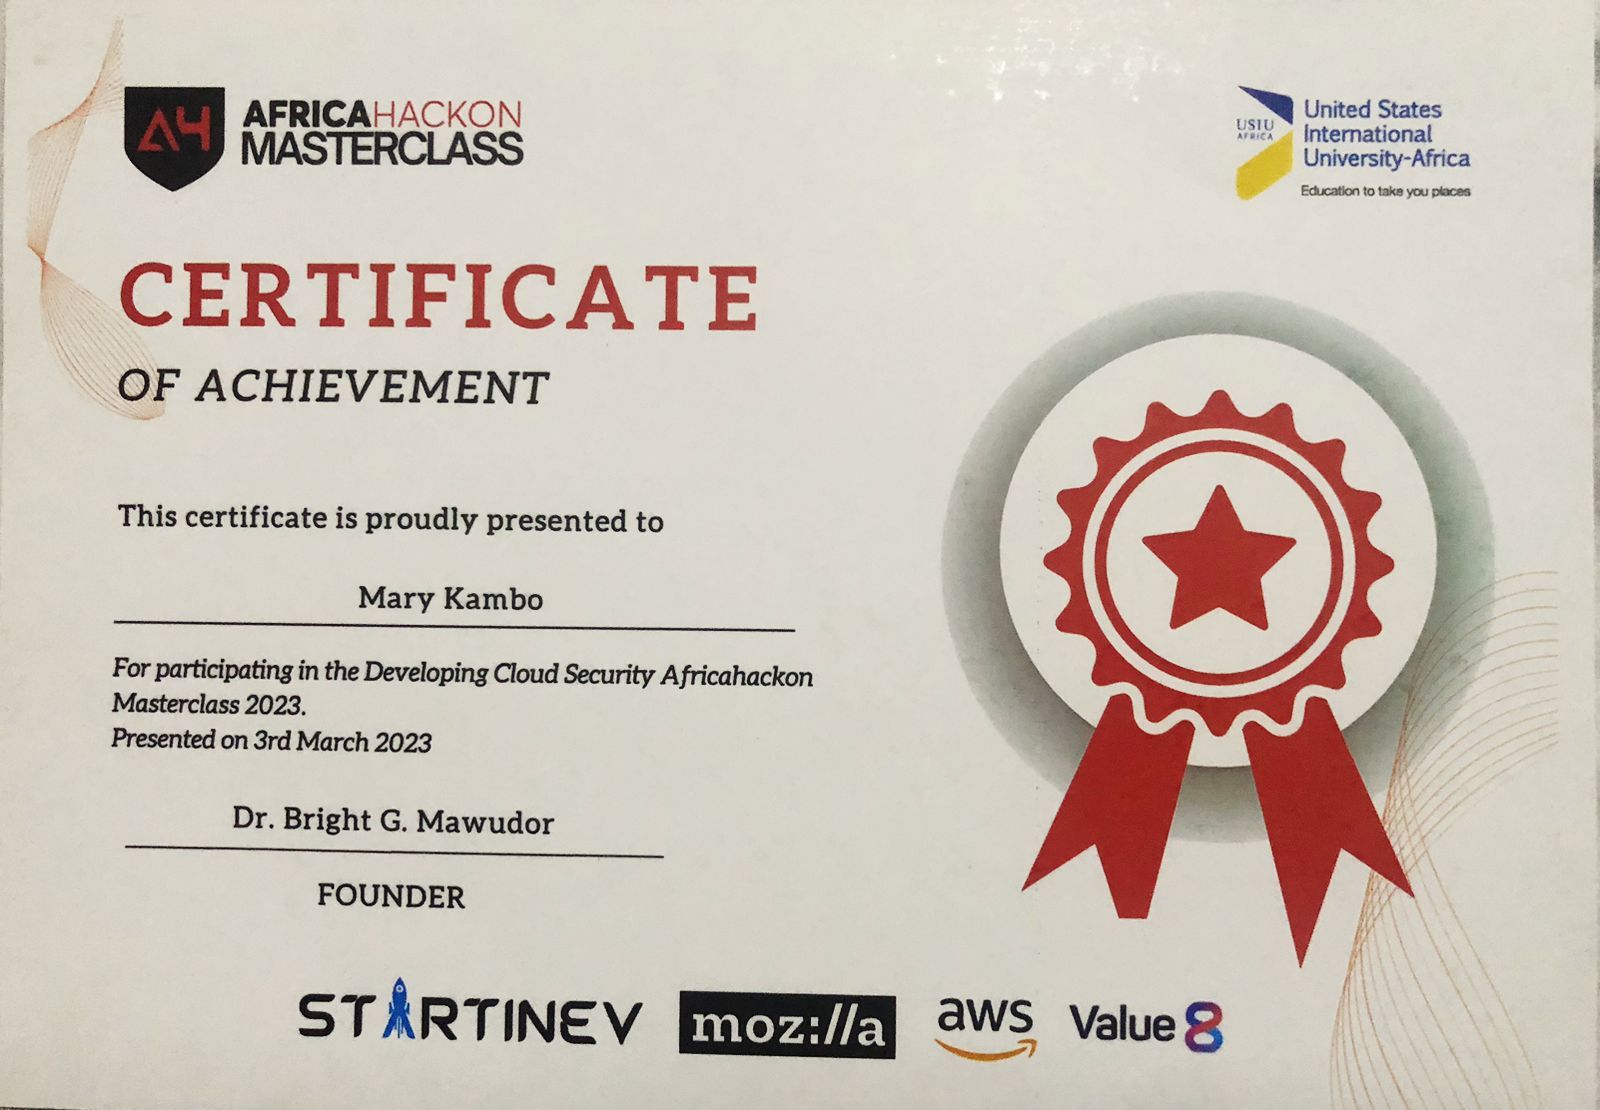 AH AFRICAHACKON
MASTERCLASS
USIU
AFRICA
United States
International
University-Africa
Education to take you places
CERTIFICATE
OF ACHIEVEMENT
This certificate is proudly presented to
Mary Kambo
For participating in the Developing Cloud Security Africahackon
Masterclass 2023.
Presented on 3rd March 2023
Dr. Bright G. Mawudor
FOUNDER
STARTINEV moz://a aws Value 8